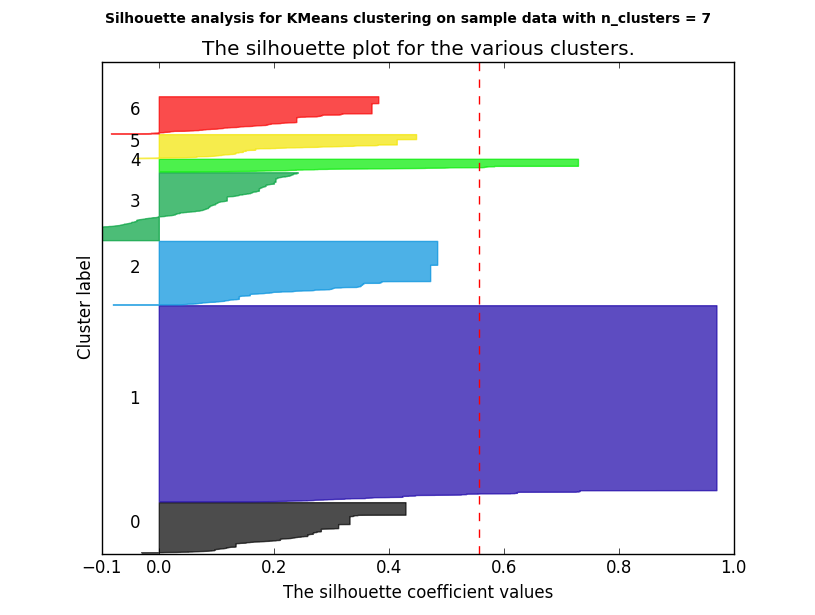 Silhouette analysis for KMeans clustering on sample data with n_clusters = 7
The silhouette plot for the various clusters.
6
5
4
3
2
1
0
Cluster label
−0.1 0.0 0.2 0.4 0.6 0.8 1.0
The silhouette coefficient values